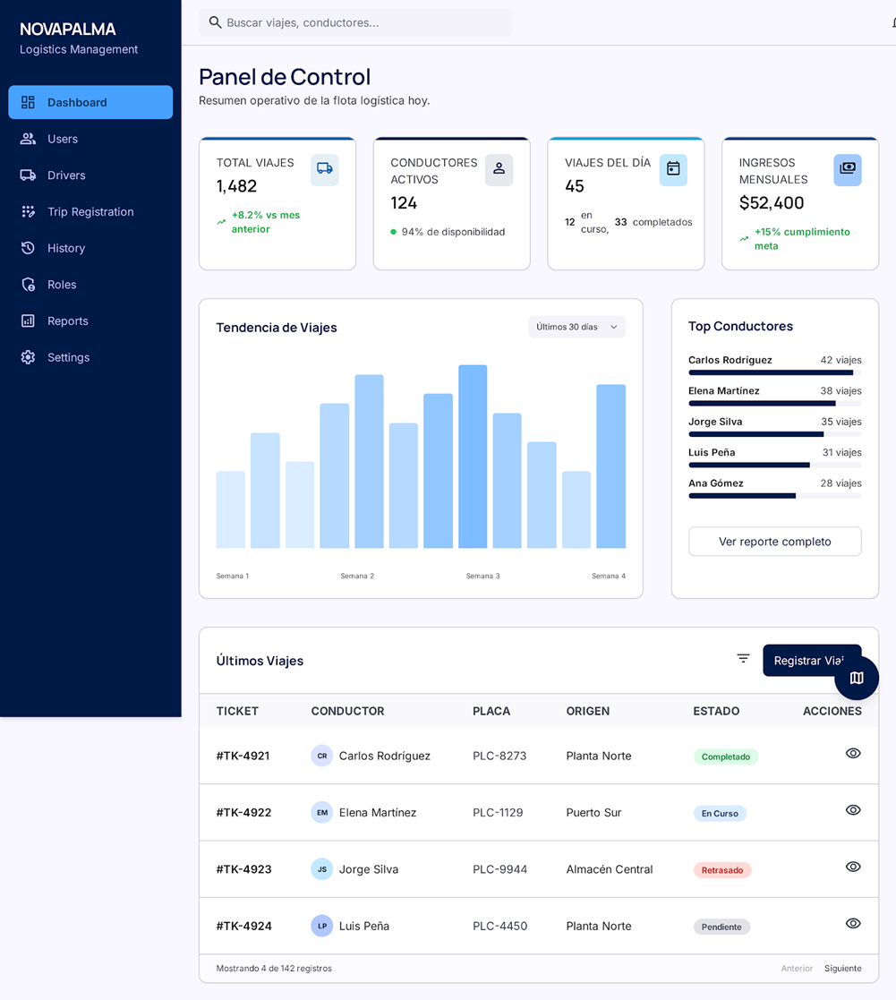 NOVAPALMA
Logistics Management
Dashboard
Users
Drivers
Trip Registration
History
Roles
Reports
Settings
Buscar viajes, conductores...
Panel de Control
Resumen operativo de la flota logística hoy.
TOTAL VIAJES
1,482
+8.2% vs mes
anterior
CONDUCTORES
ACTIVOS
124
94% de disponibilidad
VIAJES DEL DÍA
45
12 en curso, 33 completados
INGRESOS
MENSUALES
$52,400
+15% cumplimiento
meta
Tendencia de Viajes
Últimos 30 días
Semana 1 Semana 2 Semana 3 Semana 4
Top Conductores
Carlos Rodríguez 42 viajes
Elena Martínez 38 viajes
Jorge Silva 35 viajes
Luis Peña 31 viajes
Ana Gómez 28 viajes
Ver reporte completo
Últimos Viajes
Registrar
TICKET CONDUCTOR PLACA ORIGEN ESTADO ACCIONES
#TK-4921 CR Carlos Rodríguez PLC-8273 Planta Norte Completado
#TK-4922 EM Elena Martínez PLC-1129 Puerto Sur En Curso
#TK-4923 JS Jorge Silva PLC-9944 Almacén Central Retrasado
#TK-4924 LP Luis Peña PLC-4450 Planta Norte Pendiente
Mostrando 4 de 142 registros
Anterior Siguiente